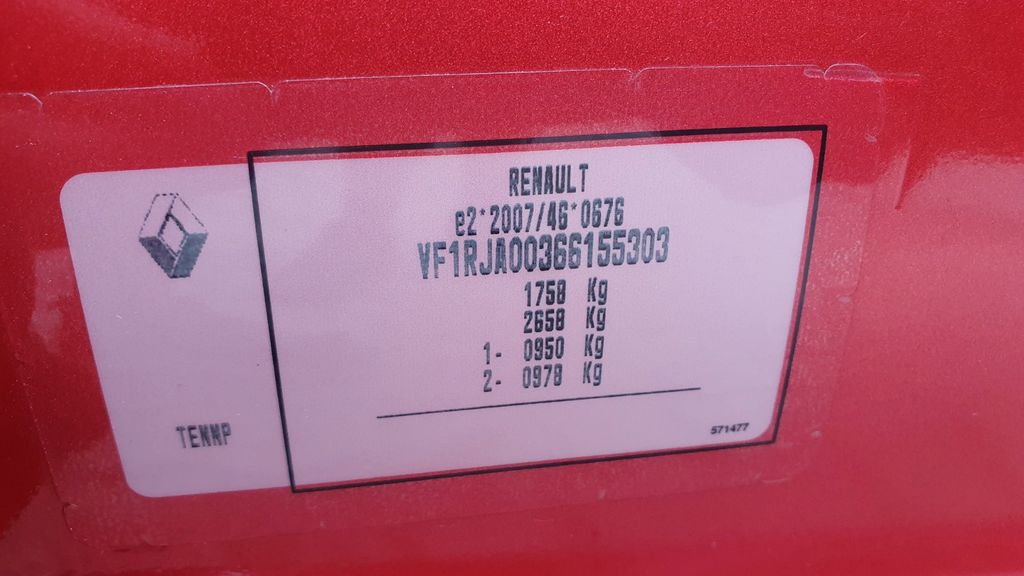 RENAULT
e2*2007/46*0676
VF1RJA00366155303
1758 Kg
2658 Kg
1- 0950 Kg
2- 0978 Kg
TENNP
571477